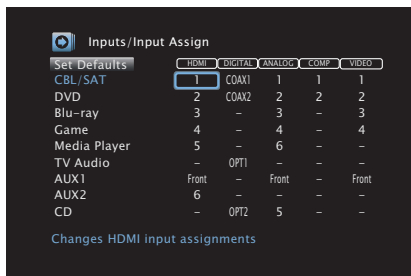 Inputs/Input Assign
Set Defaults HDMI DIGITAL ANALOG COMP VIDEO
CBL/SAT 1 COAX1 1 1 1
DVD 2 COAX2 2 2 2
Blu-ray 3 – 3 – 3
Game 4 – 4 – 4
Media Player 5 – 6 – –
TV Audio – OPT1 – – –
AUX1 Front – Front – Front
AUX2 6 – – – –
CD – OPT2 5 – –
Changes HDMI input assignments